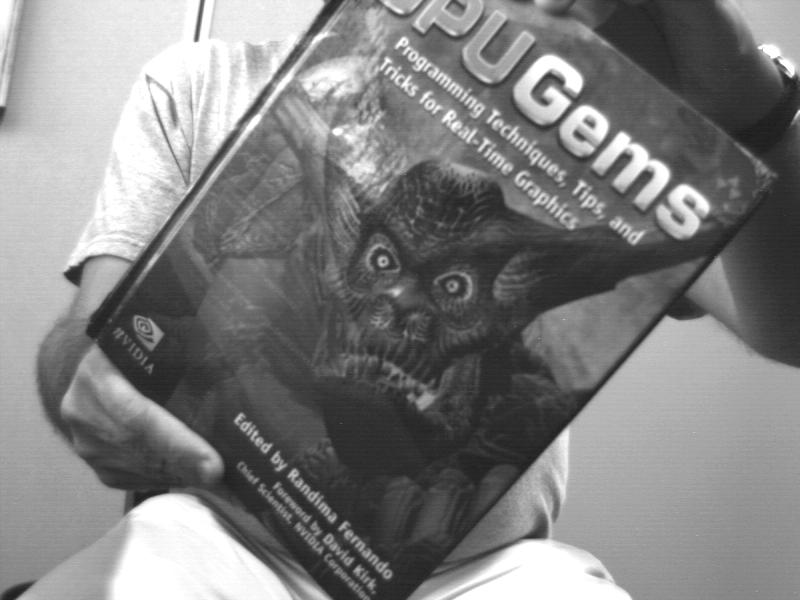 GPU Gems
Programming Techniques, Tips, and
Tricks for Real-Time Graphics
nVIDIA
Edited by Randima Fernando
Foreword by David Kirk,
Chief Scientist, NVIDIA Corporation